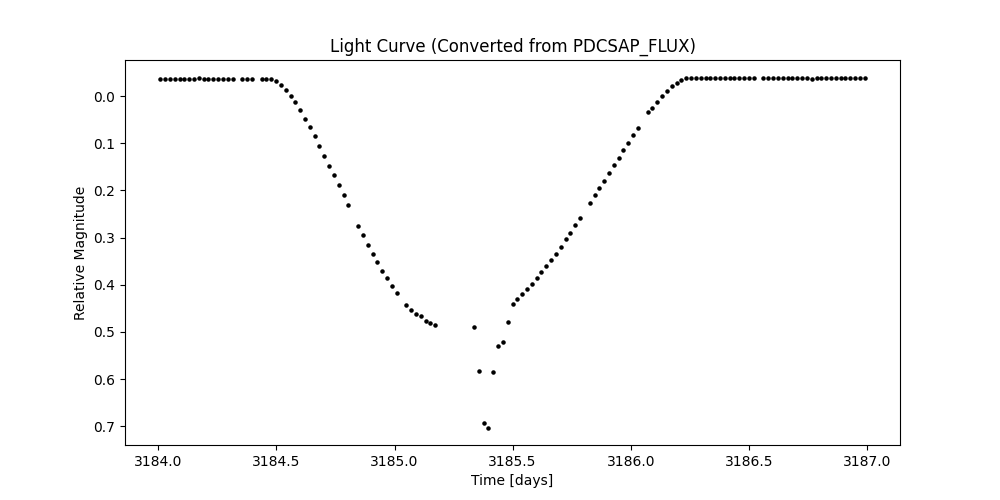 Light Curve (Converted from PDCSAP_FLUX)
Relative Magnitude
0.0
0.1
0.2
0.3
0.4
0.5
0.6
0.7
3184.0 3184.5 3185.0 3185.5 3186.0 3186.5 3187.0
Time [days]